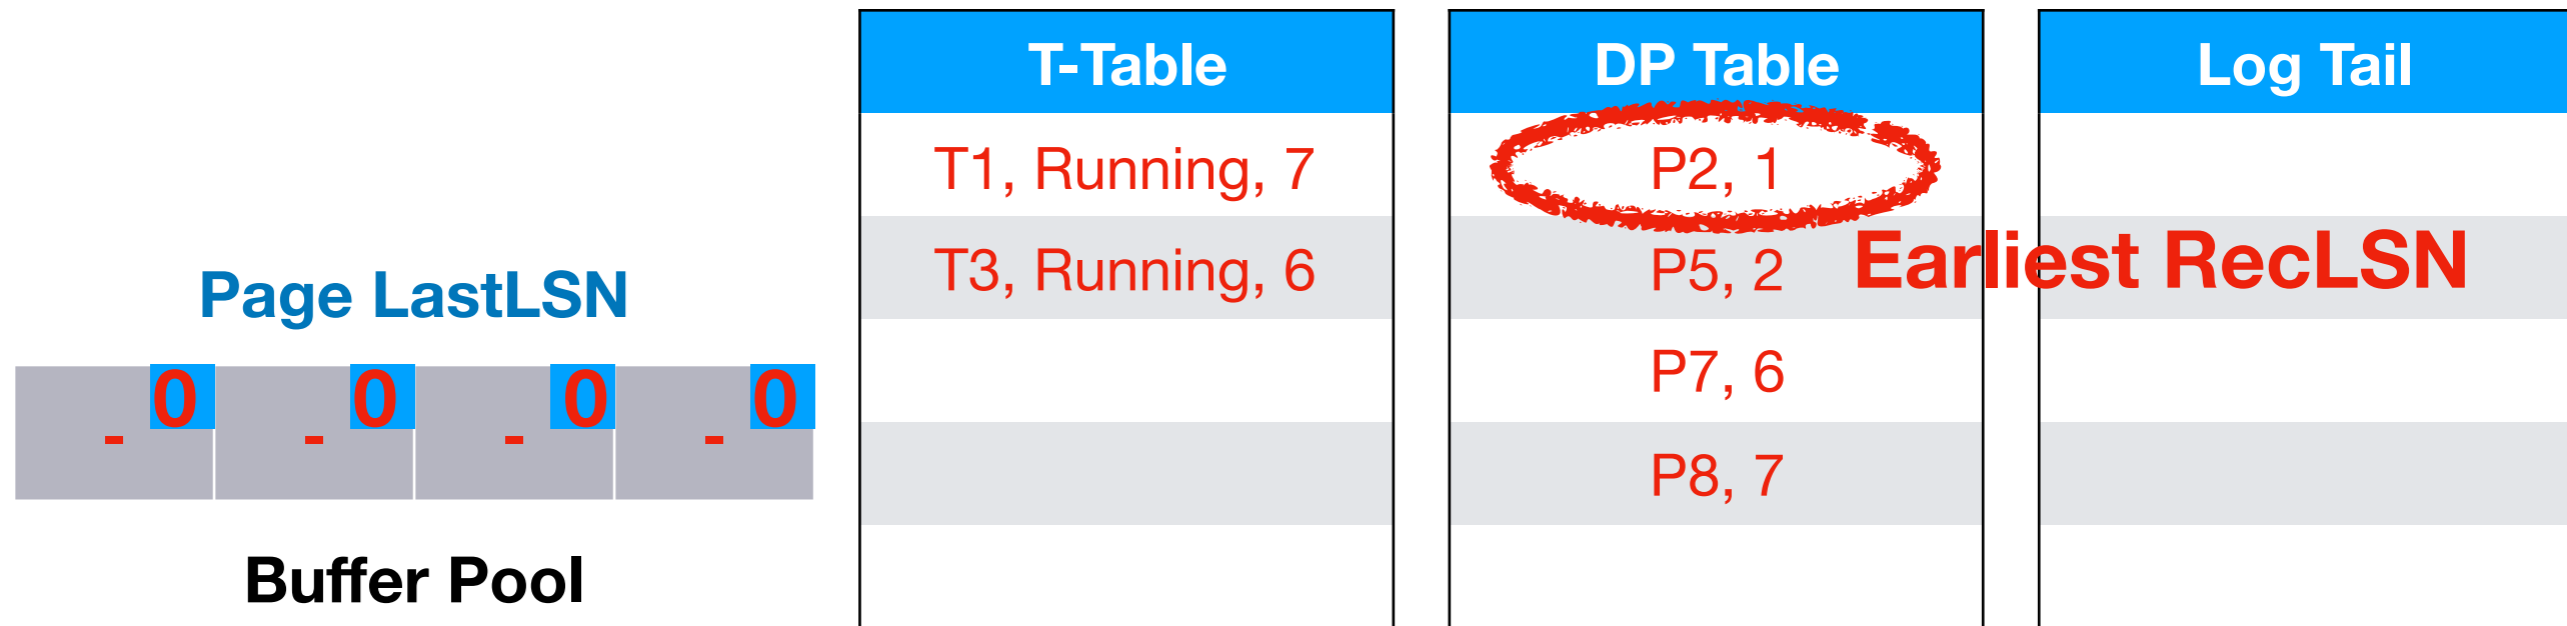 T-Table
DP Table
Log Tail
T1, Running, 7
P2, 1
T3, Running, 6
P5, 2
Earliest RecLSN
P7, 6
P8, 7
Page LastLSN
0 0 0 0
- - - -
Buffer Pool